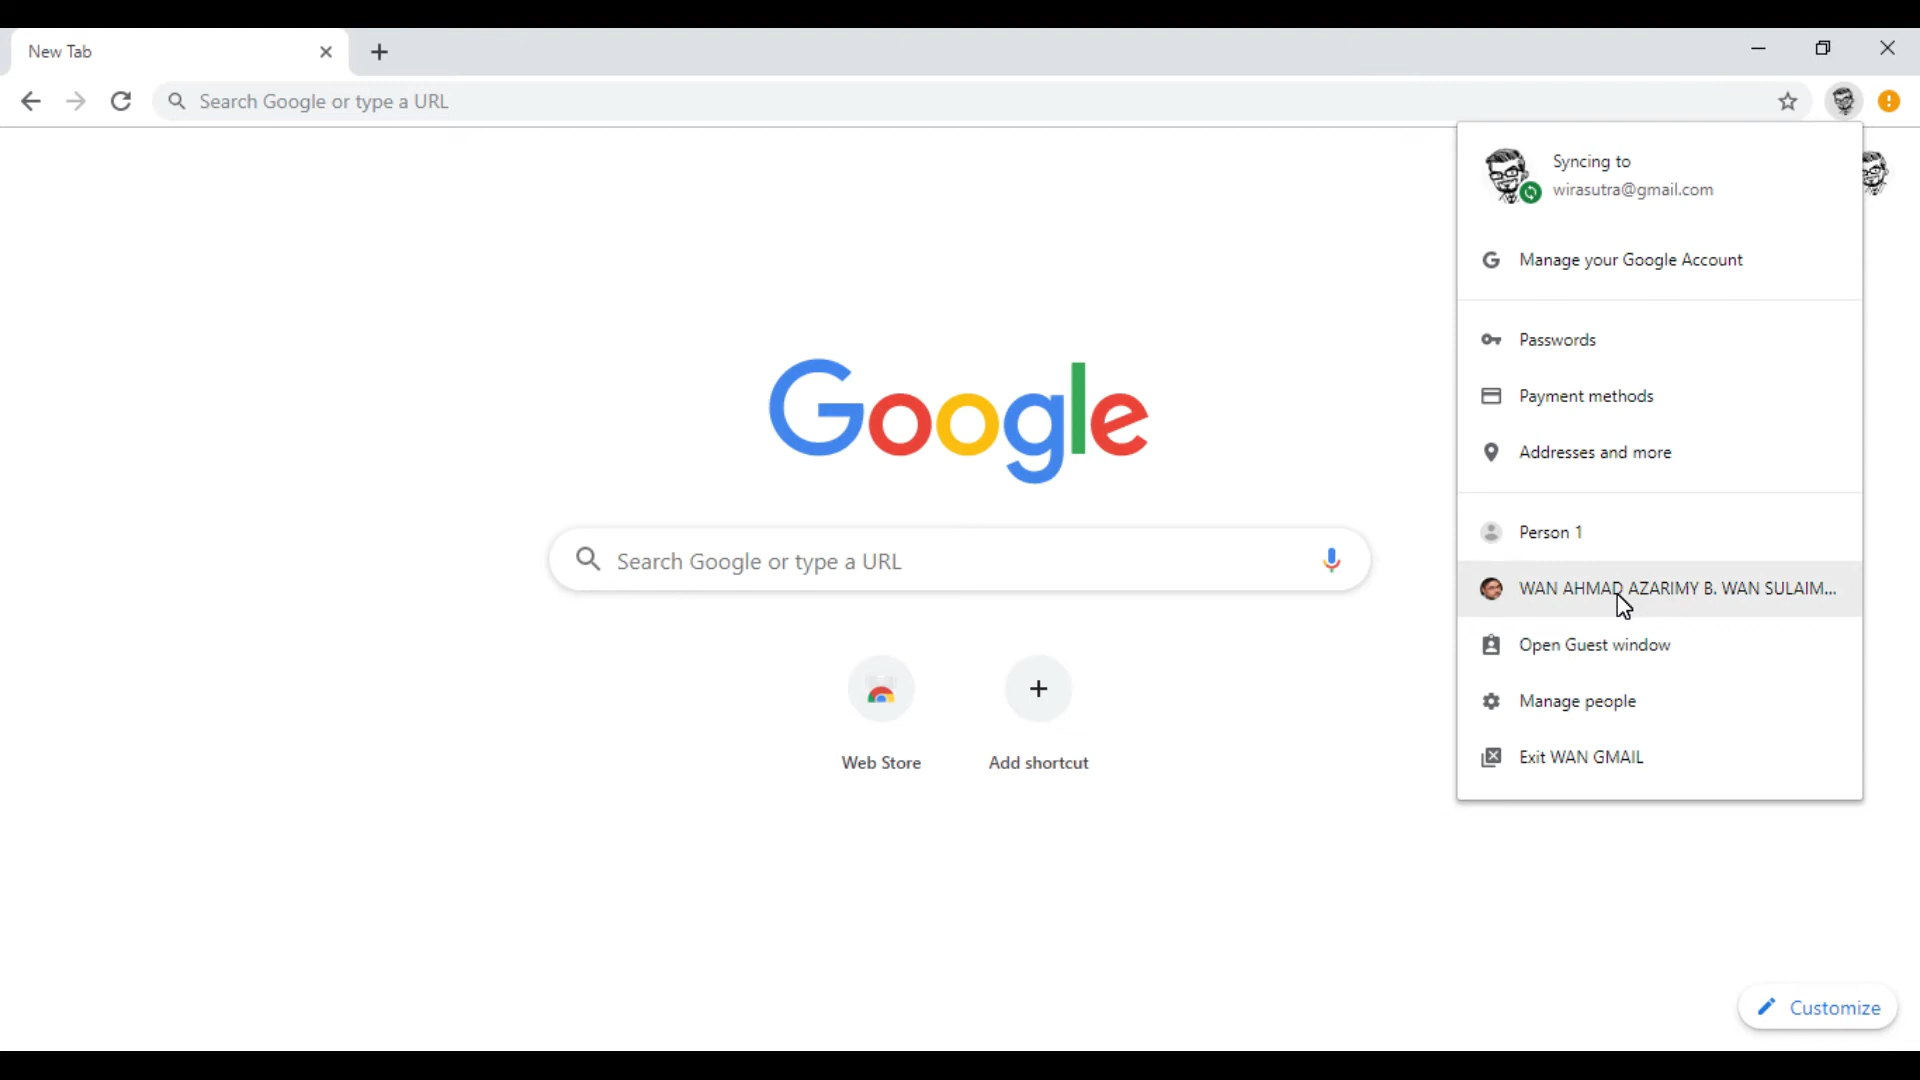 New Tab
Search Google or type a URL
Syncing to
wirasutra@gmail.com
Manage your Google Account
Passwords
Payment methods
Addresses and more
Person 1
WAN AHMAD AZARIMY B. WAN SULAIM...
Open Guest window
Manage people
Exit WAN GMAIL
Google
Search Google or type a URL
Web Store
Add shortcut
Customize